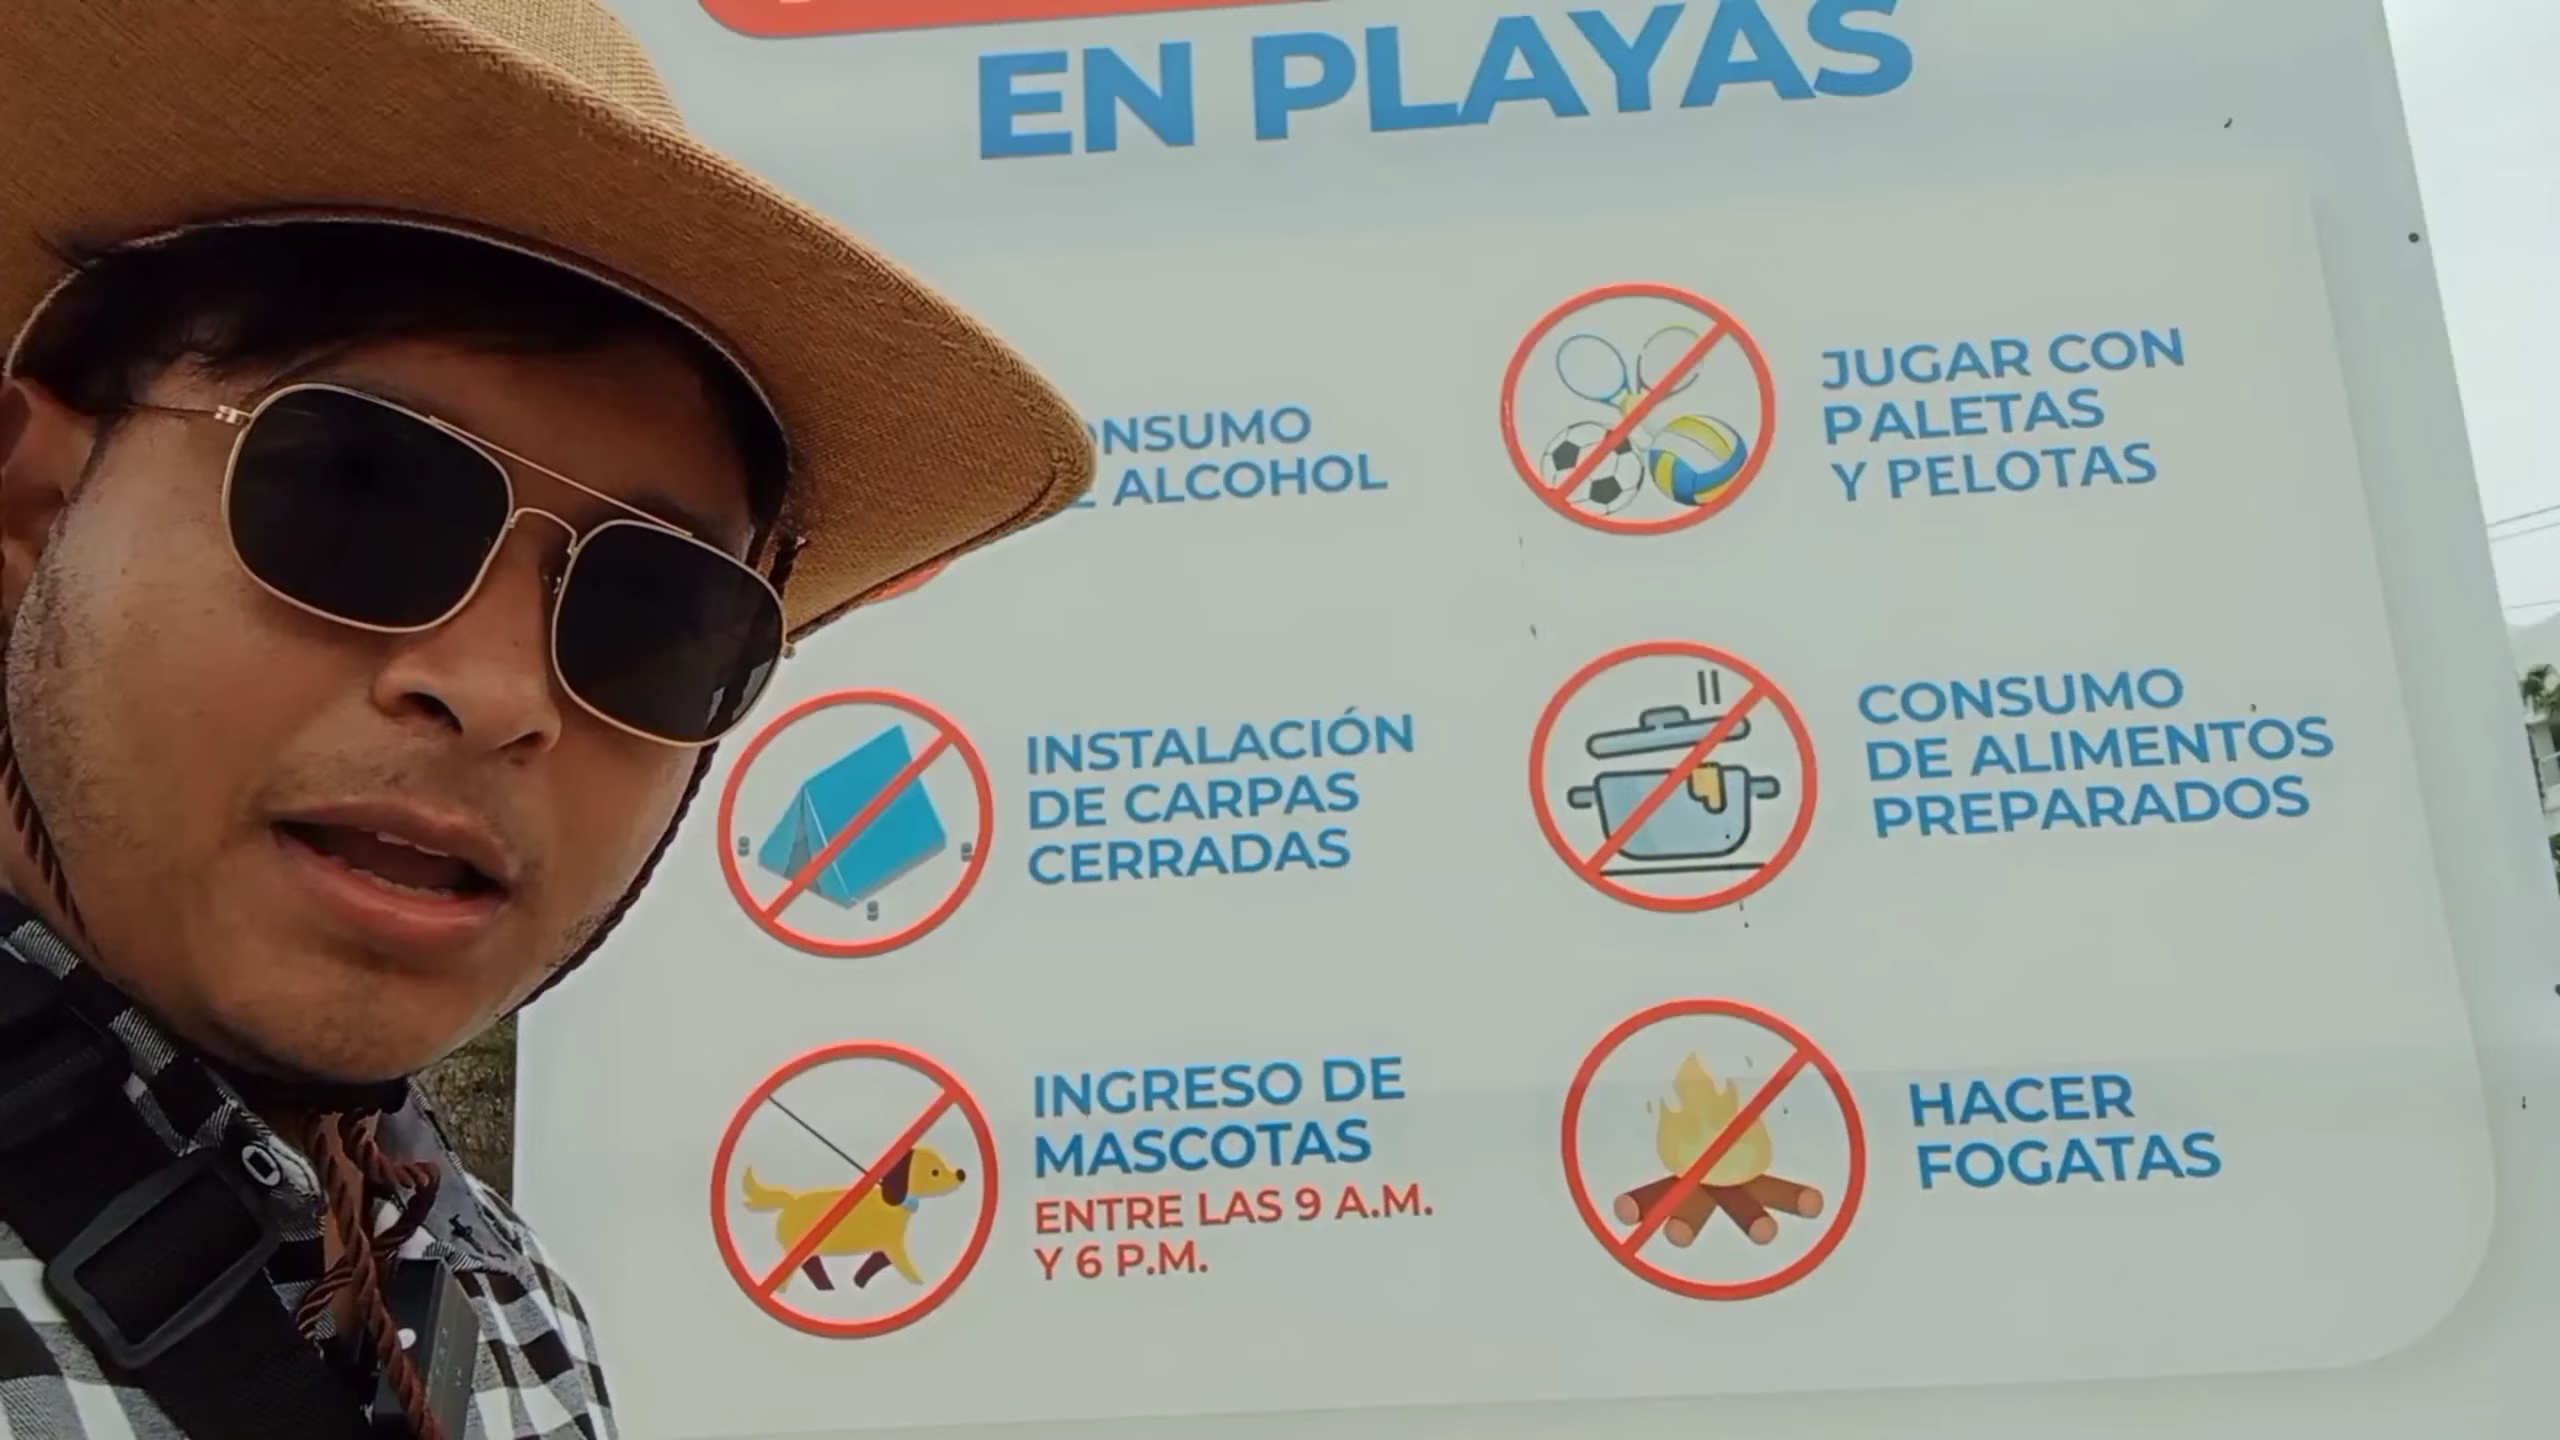 EN PLAYAS
ALCOHOL
INSTALACIÓN
DE CARPAS
CERRADAS
INGRESO DE
MASCOTAS
ENTRE LAS 9 A.M.
Y 6 P.M.
JUGAR CON
PALETAS
Y PELOTAS
CONSUMO
DE ALIMENTOS
PREPARADOS
HACER
FOGATAS